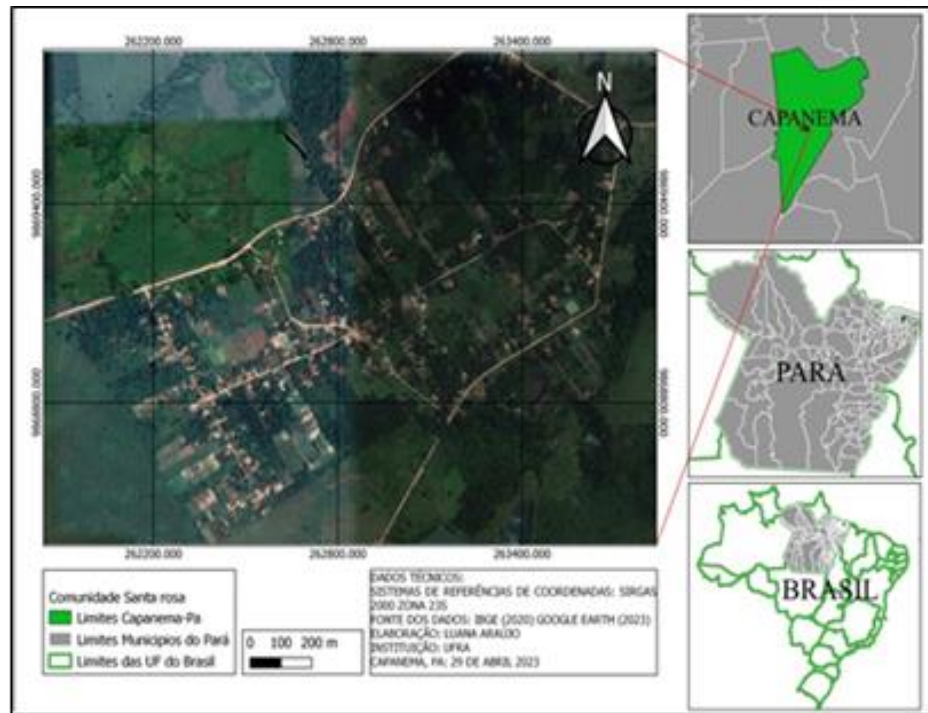 262200.000 262800.000 263400.000
N
9869400.000
9869400.000
9868800.000
9868800.000
262200.000 262800.000 263400.000
CAPANEMA
PARÁ
BRASIL
Comunidade Santa rosa
Limites Capanema-Pa
Limites Municípios do Pará
Limites das UF do Brasil
0 100 200 m
DADOS TÉCNICOS:
SISTEMAS DE REFERÊNCIAS DE COORDENADAS: SIRGAS
2000 ZONA 23S
FONTE DOS DADOS: IBGE (2020) GOOGLE EARTH (2023)
ELABORAÇÃO: LUANA ARAÚJO
INSTITUIÇÃO: UFRA
CAPANEMA, PA: 29 DE ABRIL 2023